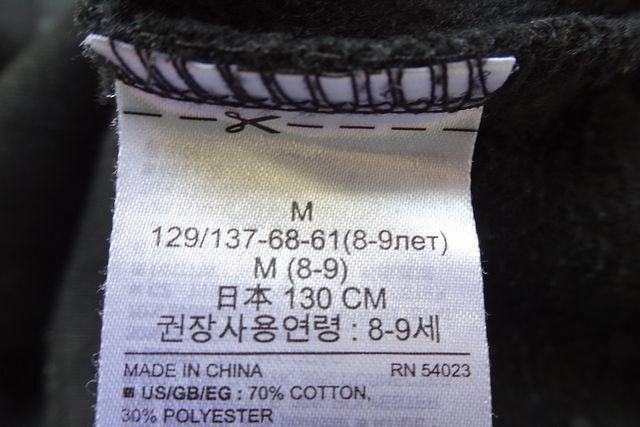 M
129/137-68-61(8-9лет)
M (8-9)
日本 130 CM
권장사용연령 : 8-9세
MADE IN CHINA RN 54023
US/GB/EG : 70% COTTON,
30% POLYESTER